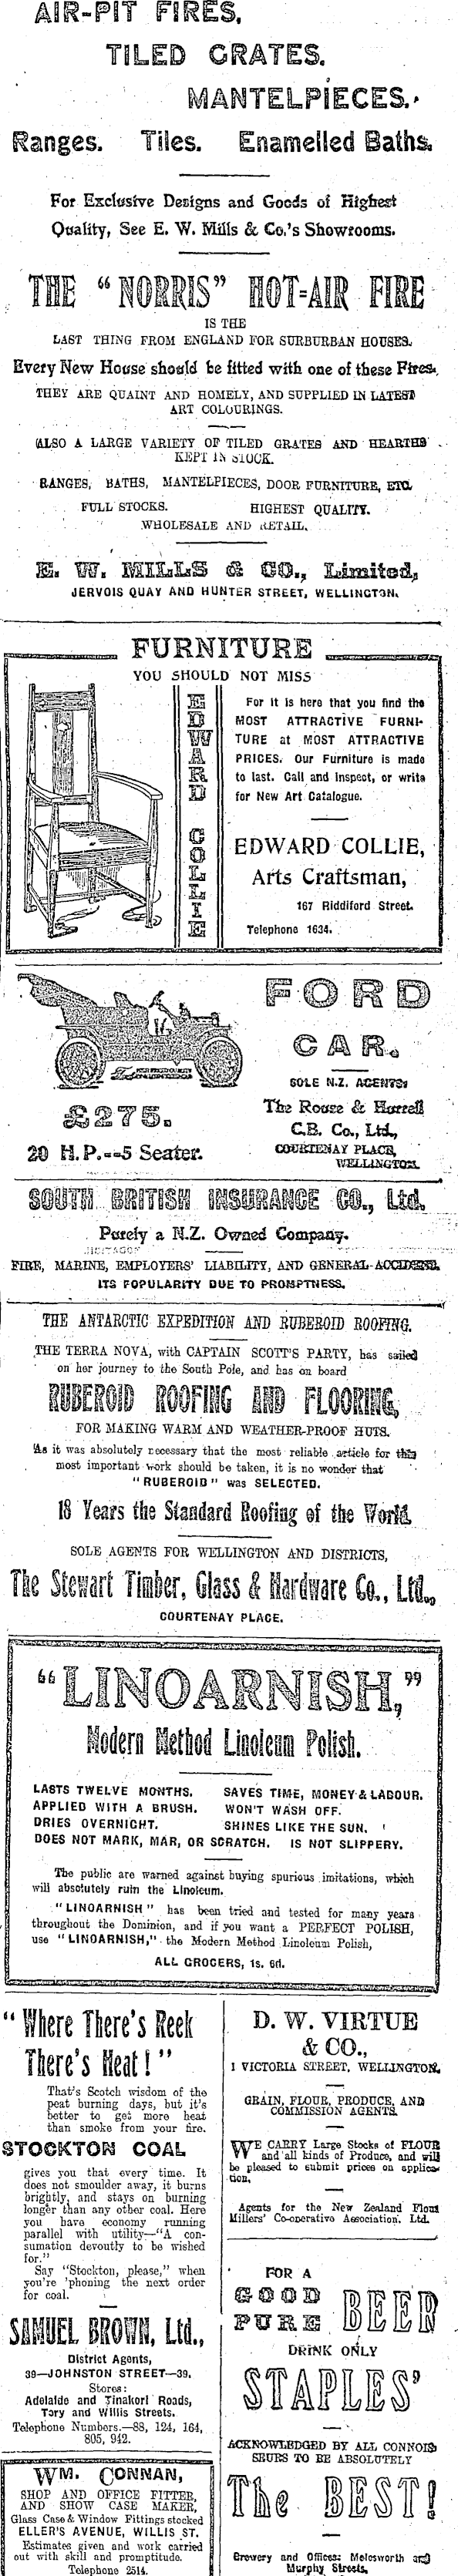 AIR-PIT FIRES.
TILED GRATES.
MANTELPIECES.
Ranges. Tiles. Enamelled Baths.
For Exclusive Designs and Goods of Highest
Quality, See E. W. Mills & Co.'s Showrooms.
THE "NORRIS" HOT-AIR FIRE
IS THE
LAST THING FROM ENGLAND FOR SURBURBAN HOUSES.
Every New House should be fitted with one of these Fires.
THEY ARE QUAINT AND HOMELY, AND SUPPLIED IN LATEST
ART COLOURINGS.
ALSO A LARGE VARIETY OF TILED GRATES AND HEARTHS
KEPT IN STOCK.
RANGES, BATHS, MANTELPIECES, DOOR FURNITURE, ETC.
FULL STOCKS. HIGHEST QUALITY.
WHOLESALE AND RETAIL.
E. W. MILLS & CO., Limited,
JERVOIS QUAY AND HUNTER STREET, WELLINGTON.
FURNITURE
YOU SHOULD NOT MISS
EDWARD COLLIE
For it is here that you find the
MOST ATTRACTIVE FURNI-
TURE at MOST ATTRACTIVE
PRICES. Our Furniture is made
to last. Call and Inspect, or write
for New Art Catalogue.
EDWARD COLLIE,
Arts Craftsman,
167 Riddiford Street.
Telephone 1634.
FORD
CAR.
SOLE N.Z. AGENTS:
The Rouse & Hurrell
C.B. Co., Ltd.,
COURTENAY PLACE,
WELLINGTON.
£275.
20 H.P.--5 Seater.
SOUTH BRITISH INSURANCE CO., Ltd.
Purely a N.Z. Owned Company.
FIRE, MARINE, EMPLOYERS' LIABILITY, AND GENERAL ACCIDENT.
ITS POPULARITY DUE TO PROMPTNESS.
THE ANTARCTIC EXPEDITION AND RUBEROID ROOFING.
THE TERRA NOVA, with CAPTAIN SCOTT'S PARTY, has sailed
on her journey to the South Pole, and has on board
RUBEROID ROOFING AND FLOORING,
FOR MAKING WARM AND WEATHER-PROOF HUTS.
As it was absolutely necessary that the most reliable article for this
most important work should be taken, it is no wonder that
"RUBEROID" was SELECTED.
18 Years the Standard Roofing of the World.
SOLE AGENTS FOR WELLINGTON AND DISTRICTS,
The Stewart Timber, Glass & Hardware Co., Ltd.,
COURTENAY PLACE.
"LINOARNISH,"
Modern Method Linoleum Polish.
LASTS TWELVE MONTHS. SAVES TIME, MONEY & LABOUR.
APPLIED WITH A BRUSH. WON'T WASH OFF.
DRIES OVERNIGHT. SHINES LIKE THE SUN.
DOES NOT MARK, MAR, OR SCRATCH. IS NOT SLIPPERY.
The public are warned against buying spurious imitations, which
will absolutely ruin the Linoleum.
"LINOARNISH" has been tried and tested for many years
throughout the Dominion, and if you want a PERFECT POLISH,
use "LINOARNISH," the Modern Method Linoleum Polish,
ALL GROCERS, 1s. 6d.
"Where There's Reek
There's Heat!"
That's Scotch wisdom of the
peat burning days, but it's
better to get more heat
than smoke from your fire.
STOCKTON COAL
gives you that every time. It
does not smoulder away, it burns
brightly, and stays on burning
longer than any other coal. Here
you have economy running
parallel with utility—"A con-
sumation devoutly to be wished
for."
Say "Stockton, please," when
you're 'phoning the next order
for coal.
SAMUEL BROWN, Ltd.,
District Agents,
39—JOHNSTON STREET—39.
Stores:
Adelaide and Tinakori Roads,
Tory and Willis Streets.
Telephone Numbers.—88, 124, 164,
805, 942.
WM. CONNAN,
SHOP AND OFFICE FITTER,
AND SHOW CASE MAKER,
Glass Case & Window Fittings stocked
ELLER'S AVENUE, WILLIS ST.
Estimates given and work carried
out with skill and promptitude.
Telephone 2514.
D. W. VIRTUE
& CO.,
1 VICTORIA STREET, WELLINGTON.
GRAIN, FLOUR, PRODUCE, AND
COMMISSION AGENTS.
WE CARRY Large Stocks of FLOUR
and all kinds of Produce, and will
be pleased to submit prices on applica-
tion.
Agents for the New Zealand Flour
Millers' Co-operative Association. Ltd.
FOR A
GOOD
PURE BEER
DRINK ONLY
STAPLES'
ACKNOWLEDGED BY ALL CONNOIS-
SEURS TO BE ABSOLUTELY
The BEST!
Brewery and Offices: Molesworth and
Murphy Streets.